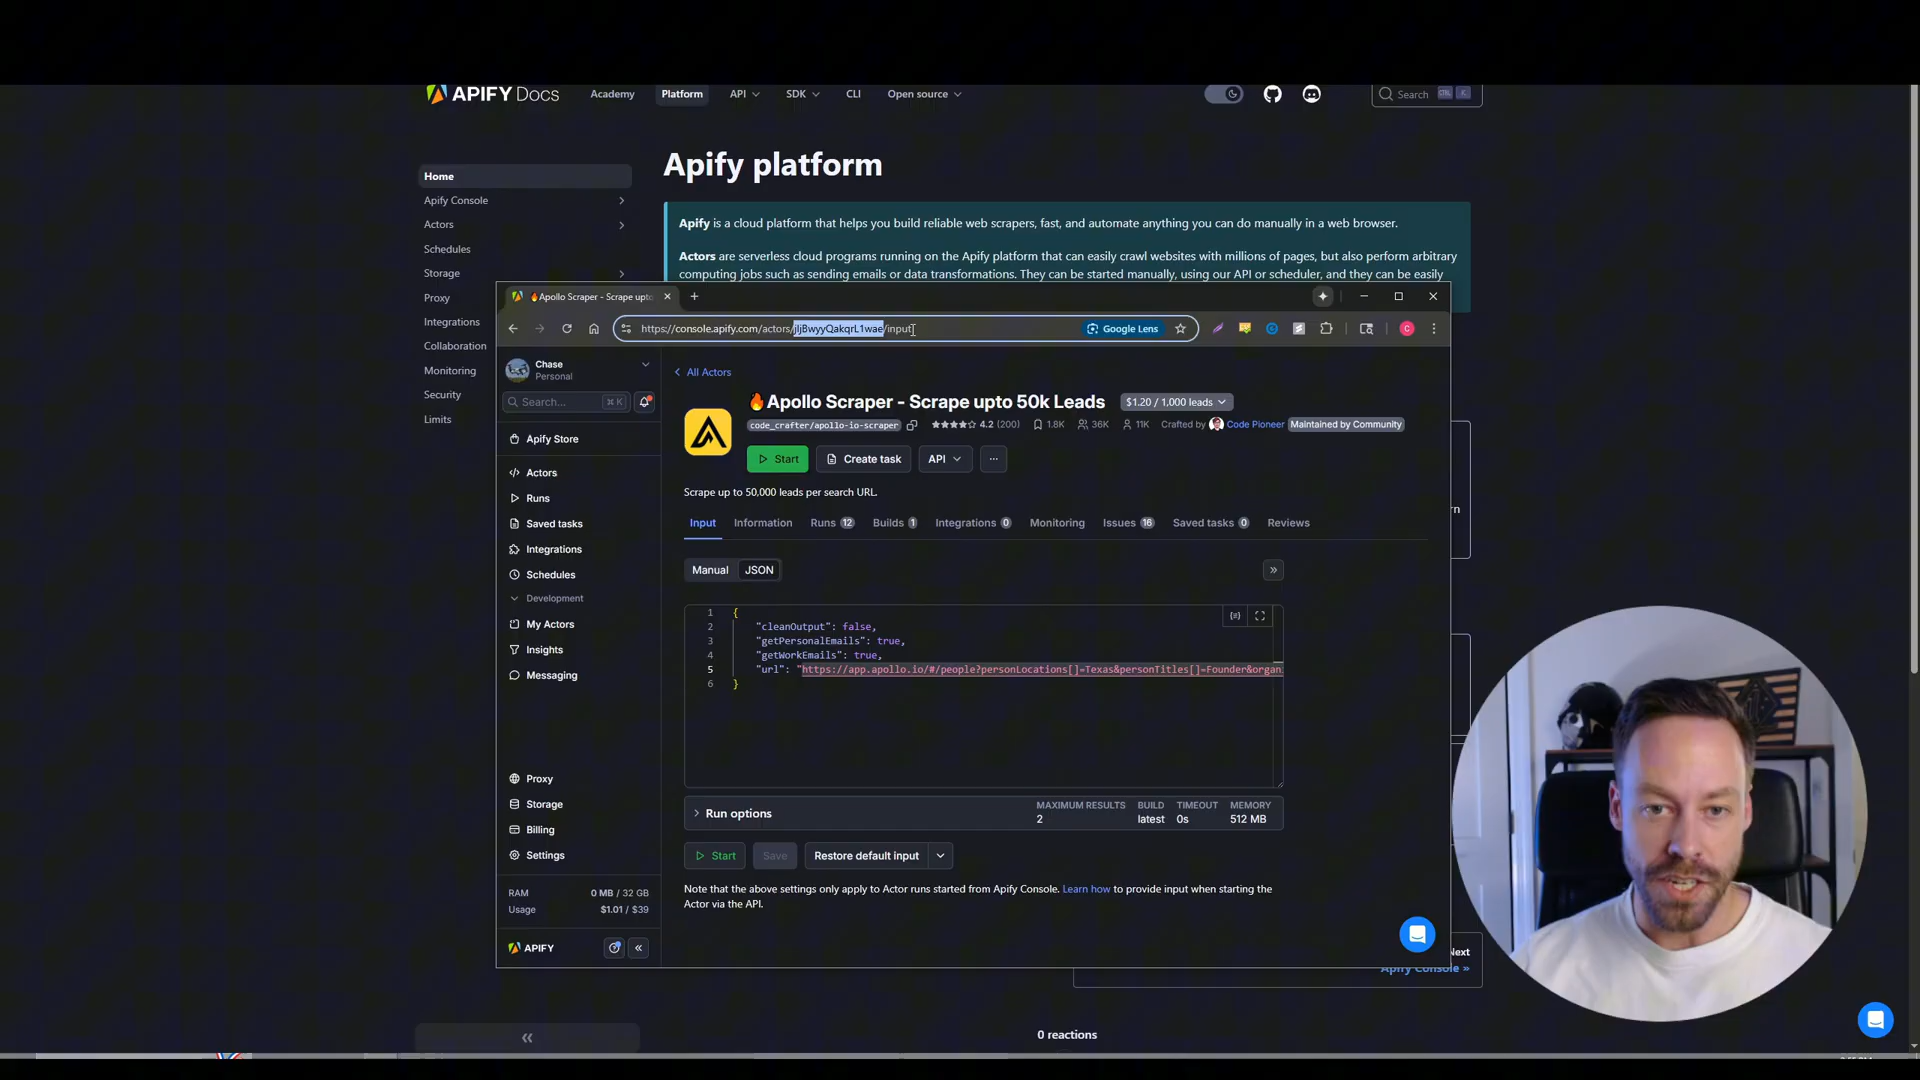 APIFY Docs
Academy
Platform
API
SDK
CLI
Open source
Search
CTRL
K
Home
Apify Console
Actors
Schedules
Storage
Proxy
Integrations
Collaboration
Monitoring
Security
Limits
Apify platform
Apify is a cloud platform that helps you build reliable web scrapers, fast, and automate anything you can do manually in a web browser.
Actors are serverless cloud programs running on the Apify platform that can easily crawl websites with millions of pages, but also perform arbitrary
computing jobs such as sending emails or data transformations. They can be started manually, using our API or scheduler, and they can be easily
Apollo Scraper - Scrape upto
https://console.apify.com/actors/jljBwyyQakqrL1wae/input
Google Lens
C
Chase
Personal
Search...
⌘ K
Apify Store
Actors
Runs
Saved tasks
Integrations
Schedules
Development
My Actors
Insights
Messaging
Proxy
Storage
Billing
Settings
RAM 0 MB / 32 GB
Usage $1.01 / $39
APIFY
All Actors
🔥Apollo Scraper - Scrape upto 50k Leads
$1.20 / 1,000 leads
code_crafter/apollo-io-scraper
4.2 (200)
1.8K
36K
11K
Crafted by Code Pioneer
Maintained by Community
Start
Create task
API
Scrape up to 50,000 leads per search URL.
Input
Information
Runs 12
Builds 1
Integrations 0
Monitoring
Issues 16
Saved tasks 0
Reviews
Manual
JSON
1 {
2 "cleanOutput": false,
3 "getPersonalEmails": true,
4 "getWorkEmails": true,
5 "url": "https://app.apollo.io/#/people?personLocations[]=Texas&personTitles[]=Founder&organi
6 }
Run options
MAXIMUM RESULTS
2
BUILD
latest
TIMEOUT
0s
MEMORY
512 MB
Start
Save
Restore default input
Note that the above settings only apply to Actor runs started from Apify Console. Learn how to provide input when starting the
Actor via the API.
rn
Next
Apify Console »
0 reactions